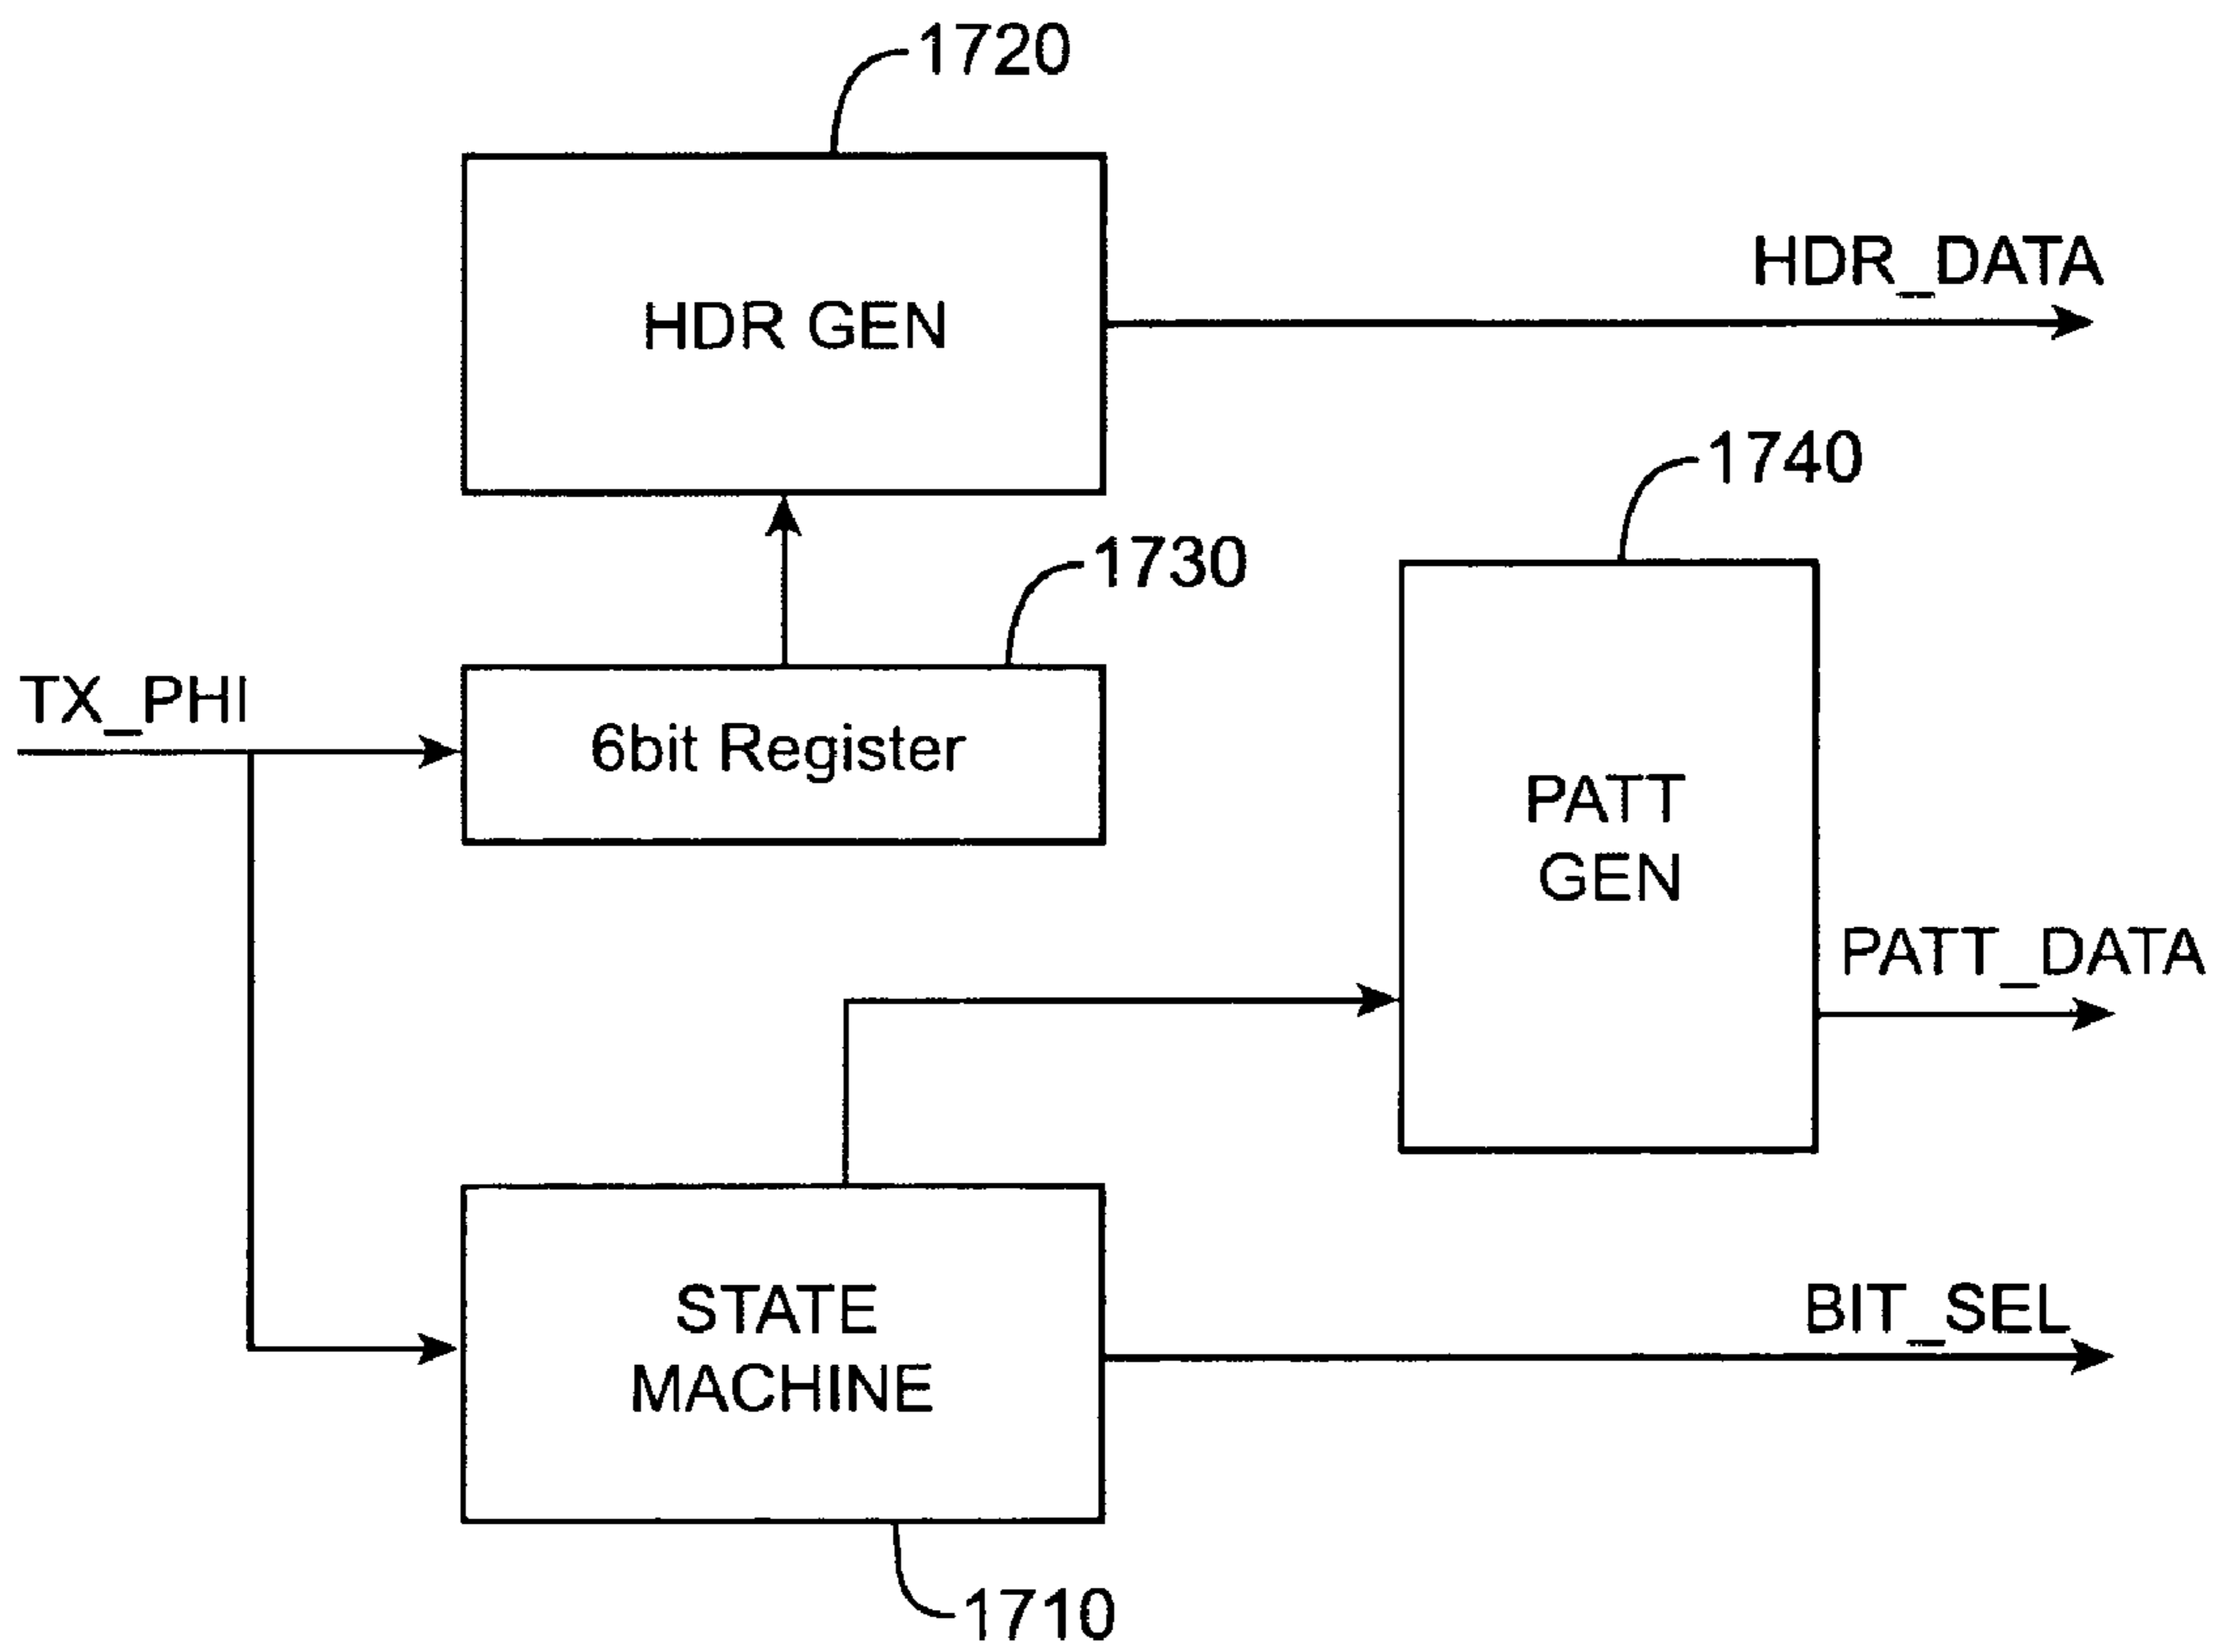 1720
HDR GEN
HDR_DATA
1740
1730
TX_PHI
6bit Register
PATT
GEN
PATT_DATA
STATE
MACHINE
BIT_SEL
1710